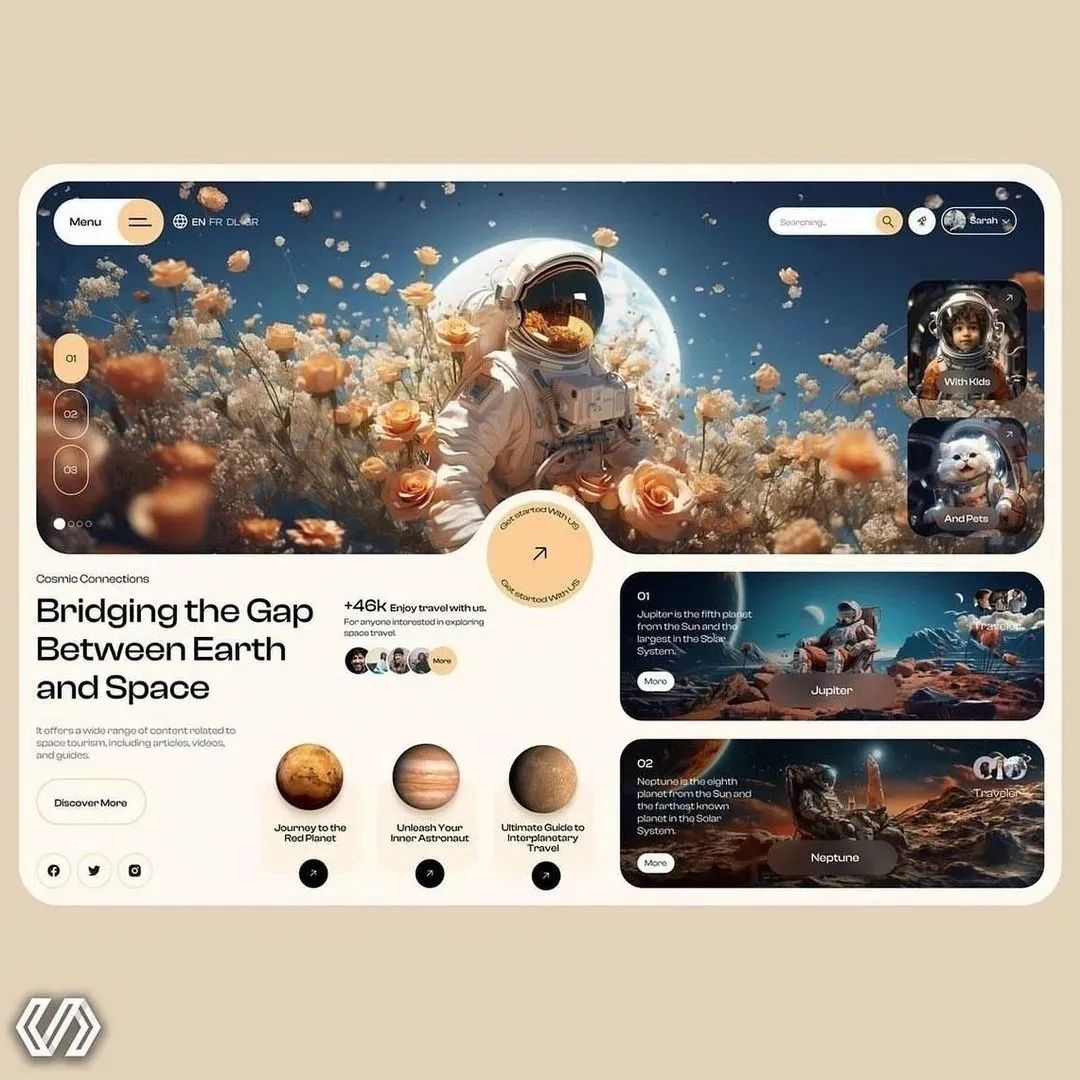 Menu
EN FR DL GR
Searching...
Sarah
01
02
03
With Kids
And Pets
Get started With US
Get started With US
Cosmic Connections
Bridging the Gap
Between Earth
and Space
+46k Enjoy travel with us.
For anyone interested in exploring
space travel.
More
It offers a wide range of content related to
space tourism, including articles, videos,
and guides.
Discover More
Journey to the
Red Planet
Unleash Your
Inner Astronaut
Ultimate Guide to
Interplanetary
Travel
01
Jupiter is the fifth planet
from the Sun and the
largest in the Solar
System.
More
Jupiter
Traveler
02
Neptune is the eighth
planet from the Sun and
the farthest known
planet in the Solar
System.
More
Neptune
Traveler